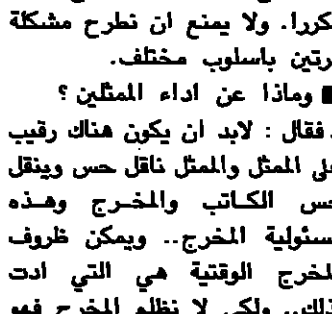 مكررا. ولا يمنع ان نطرح مشكلة
مرتين باسلوب مختلف.
■ وماذا عن اداء الممثلين ؟
فقال : لابد ان يكون هناك رقيب
على الممثل والممثل ناقل حس وينقل
حس الكاتب والمخرج وهذه
مسئولية المخرج.. ويمكن ظروف
المخرج الوقتية هي التي ادت
لذلك.. ولكي لا نظلم المخرج فهو